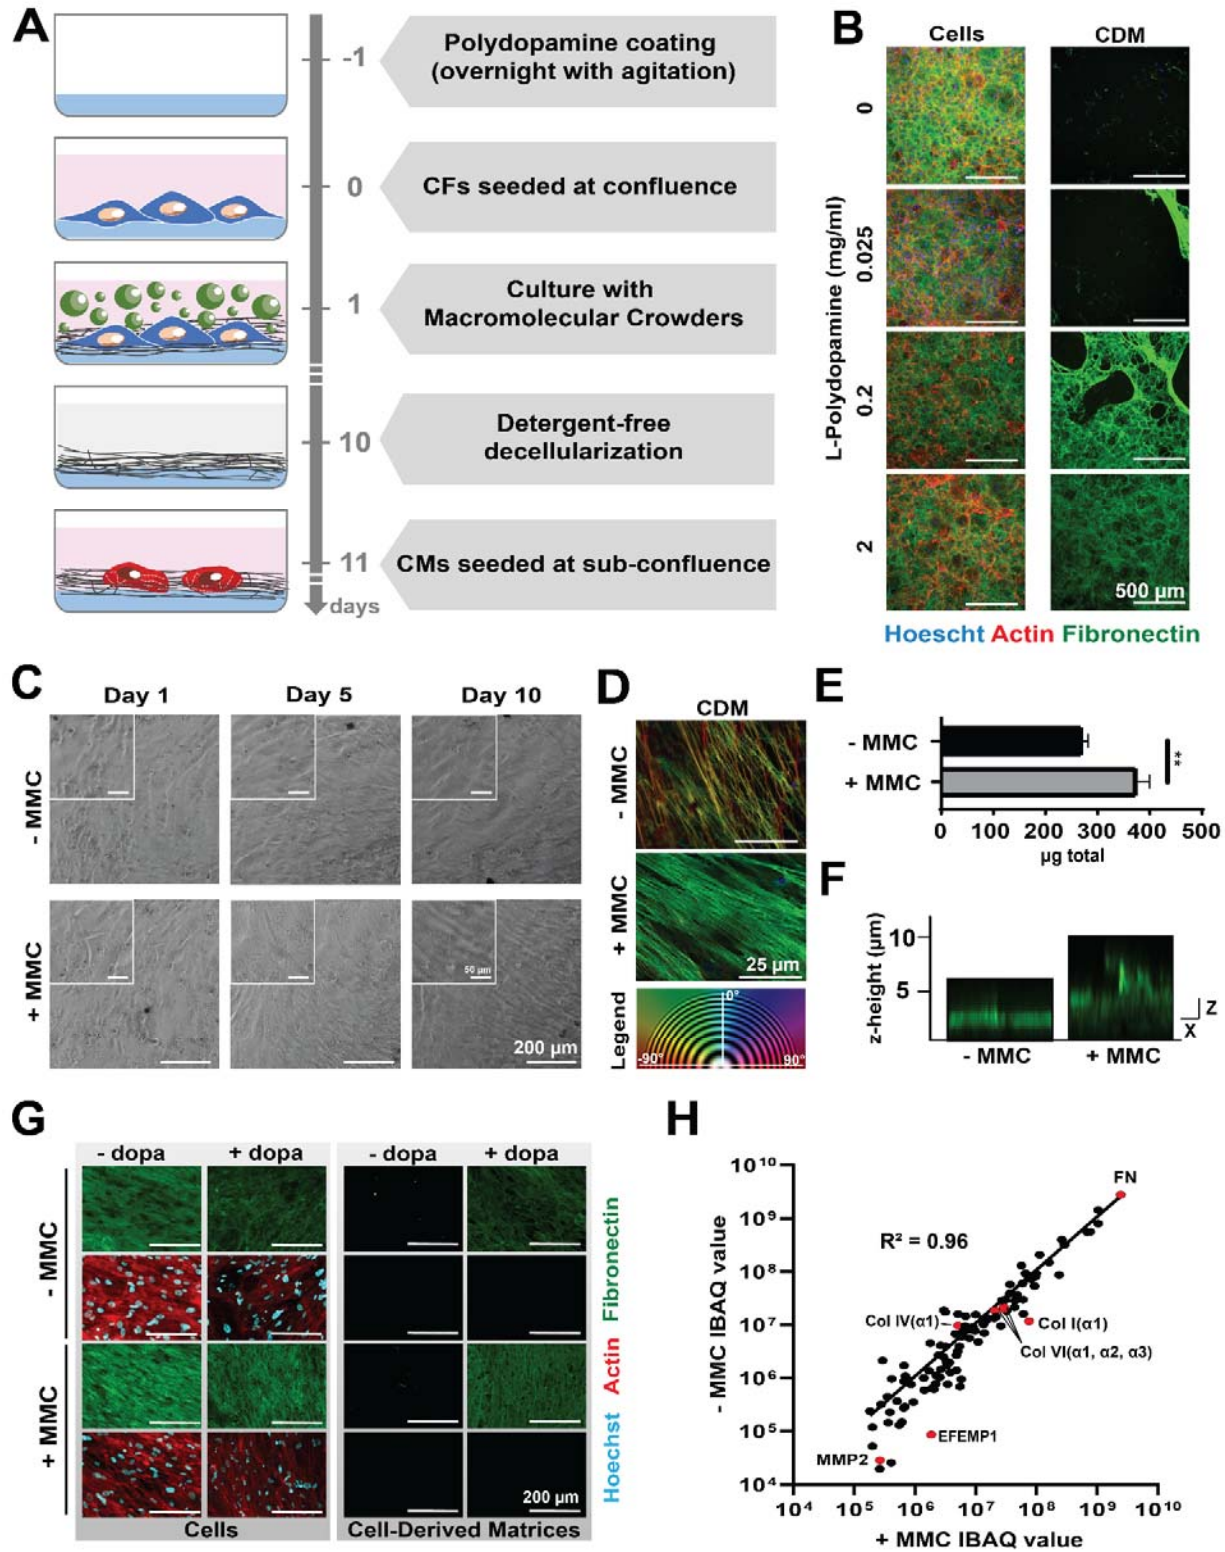 A
-1
Polydopamine coating
(overnight with agitation)
0
CFs seeded at confluence
1
Culture with
Macromolecular Crowders
10
Detergent-free
decellularization
11
CMs seeded at sub-confluence
days
B
Cells
CDM
L-Polydopamine (mg/ml)
0
0.025
0.2
2
500 µm
Hoescht Actin Fibronectin
C
Day 1
Day 5
Day 10
- MMC
+ MMC
50 µm
200 µm
D
CDM
- MMC
+ MMC
25 µm
Legend
0°
-90°
90°
E
- MMC
+ MMC
**
0 100 200 300 400 500
µg total
F
z-height (µm)
10
5
Z
X
- MMC
+ MMC
G
- dopa
+ dopa
- dopa
+ dopa
- MMC
+ MMC
200 µm
Cells
Cell-Derived Matrices
Hoechst Actin Fibronectin
H
- MMC IBAQ value
10¹⁰
10⁹
10⁸
10⁷
10⁶
10⁵
10⁴
R² = 0.96
FN
Col IV(α1)
Col I(α1)
Col VI(α1, α2, α3)
EFEMP1
MMP2
10⁴ 10⁵ 10⁶ 10⁷ 10⁸ 10⁹ 10¹⁰
+ MMC IBAQ value